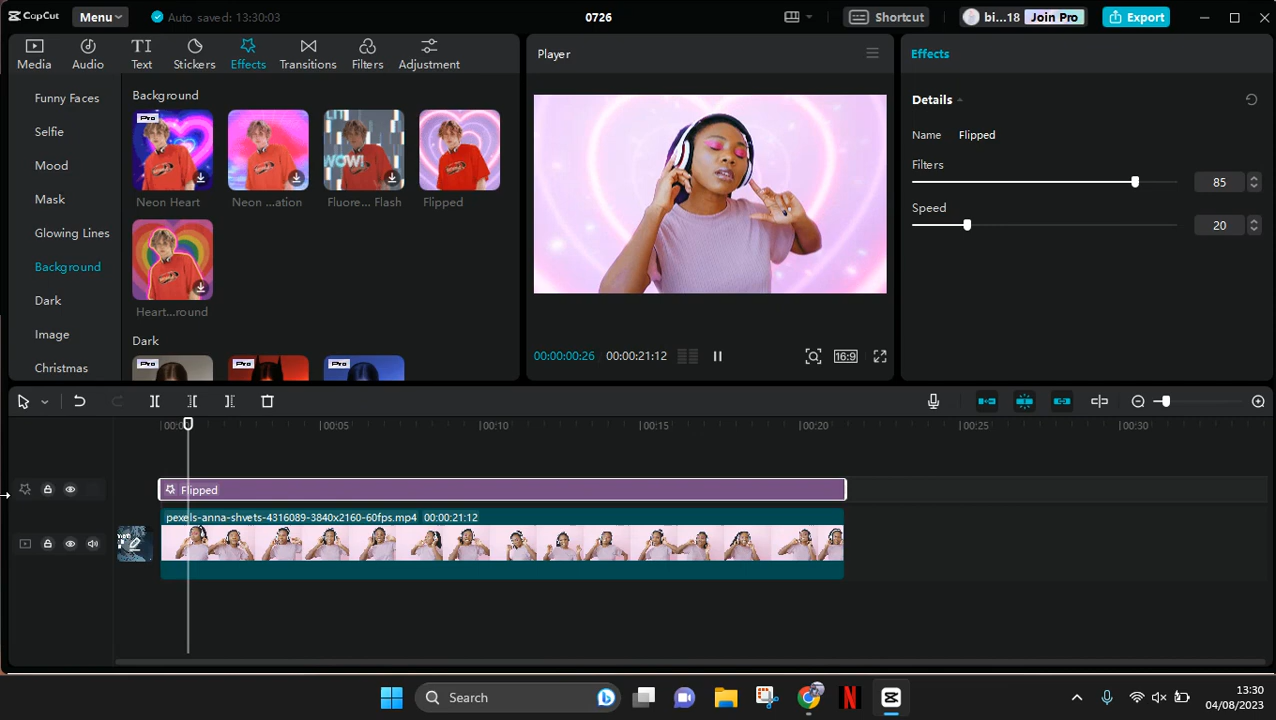 CapCut
Menu
Auto saved: 13:30:03
0726
Shortcut
bi...18
Join Pro
Export
Media
Audio
Text
Stickers
Effects
Transitions
Filters
Adjustment
Funny Faces
Selfie
Mood
Mask
Glowing Lines
Background
Dark
Image
Christmas
Background
Pro
WOW!
Neon Heart
Neon ...ation
Fluore... Flash
Flipped
Heart...round
Dark
Pro
Pro
Pro
Player
00:00:00:26
00:00:21:12
16:9
Effects
Details
Name
Flipped
Filters
85
Speed
20
|00:05
|00:10
|00:15
|00:20
|00:25
|00:30
Flipped
pexels-anna-shvets-4316089-3840x2160-60fps.mp4 00:00:21:12
Search
13:30
04/08/2023